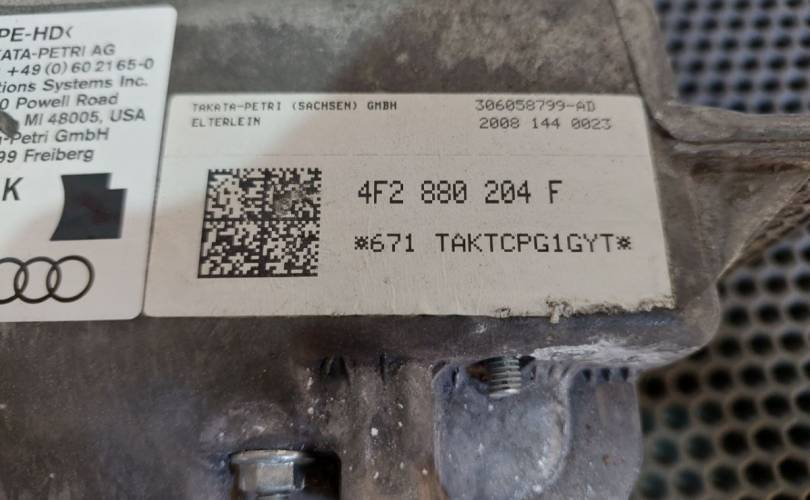 PE-HD<
KATA-PETRI AG
+49 (0) 60 21 65-0
tions Systems Inc.
0 Powell Road
MI 48005, USA
-Petri GmbH
99 Freiberg
K
TAKATA-PETRI (SACHSEN) GMBH
ELTERLEIN
306058799-AD
2008 144 0023
4F2 880 204 F
*671 TAKTCPG1GYT*